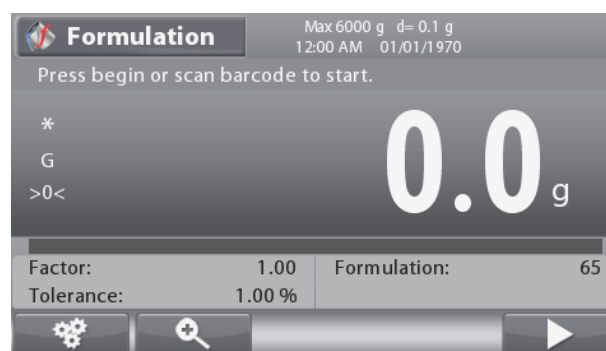 Formulation
Max 6000 g d= 0.1 g
12:00 AM 01/01/1970
Press begin or scan barcode to start.
*
G
>0<
0.0 g
Factor: 1.00 Formulation: 65
Tolerance: 1.00 %